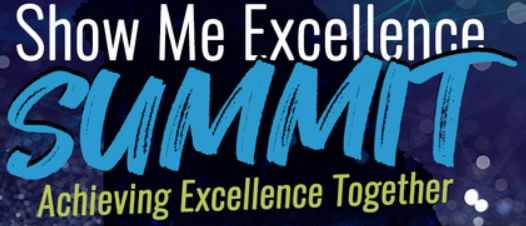 Show Me Excellence
SUMMIT
Achieving Excellence Together